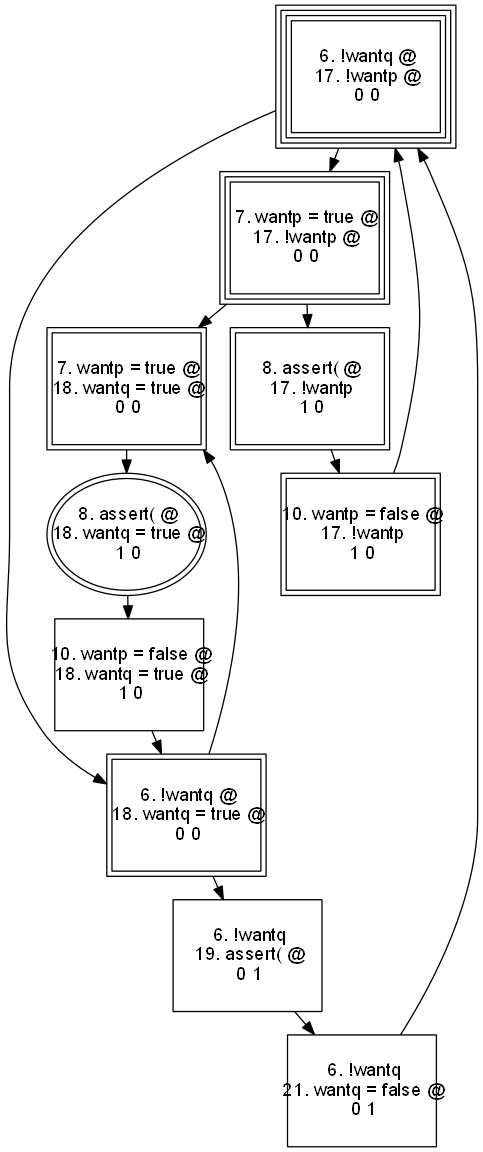 6. !wantq @
17. !wantp @
0 0
7. wantp = true @
17. !wantp @
0 0
7. wantp = true @
18. wantq = true @
0 0
8. assert( @
17. !wantp
1 0
8. assert( @
18. wantq = true @
1 0
10. wantp = false @
17. !wantp
1 0
10. wantp = false @
18. wantq = true @
1 0
6. !wantq @
18. wantq = true @
0 0
6. !wantq
19. assert( @
0 1
6. !wantq
21. wantq = false @
0 1